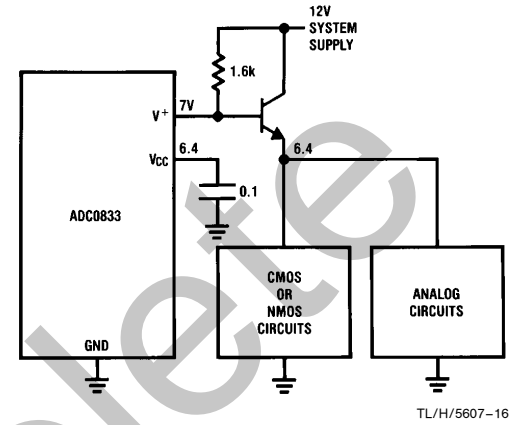 12V
SYSTEM
SUPPLY
1.6k
7V
V+
6.4
6.4
VCC
0.1
ADC0833
CMOS
OR
NMOS
CIRCUITS
ANALOG
CIRCUITS
GND
TL/H/5607–16
olete